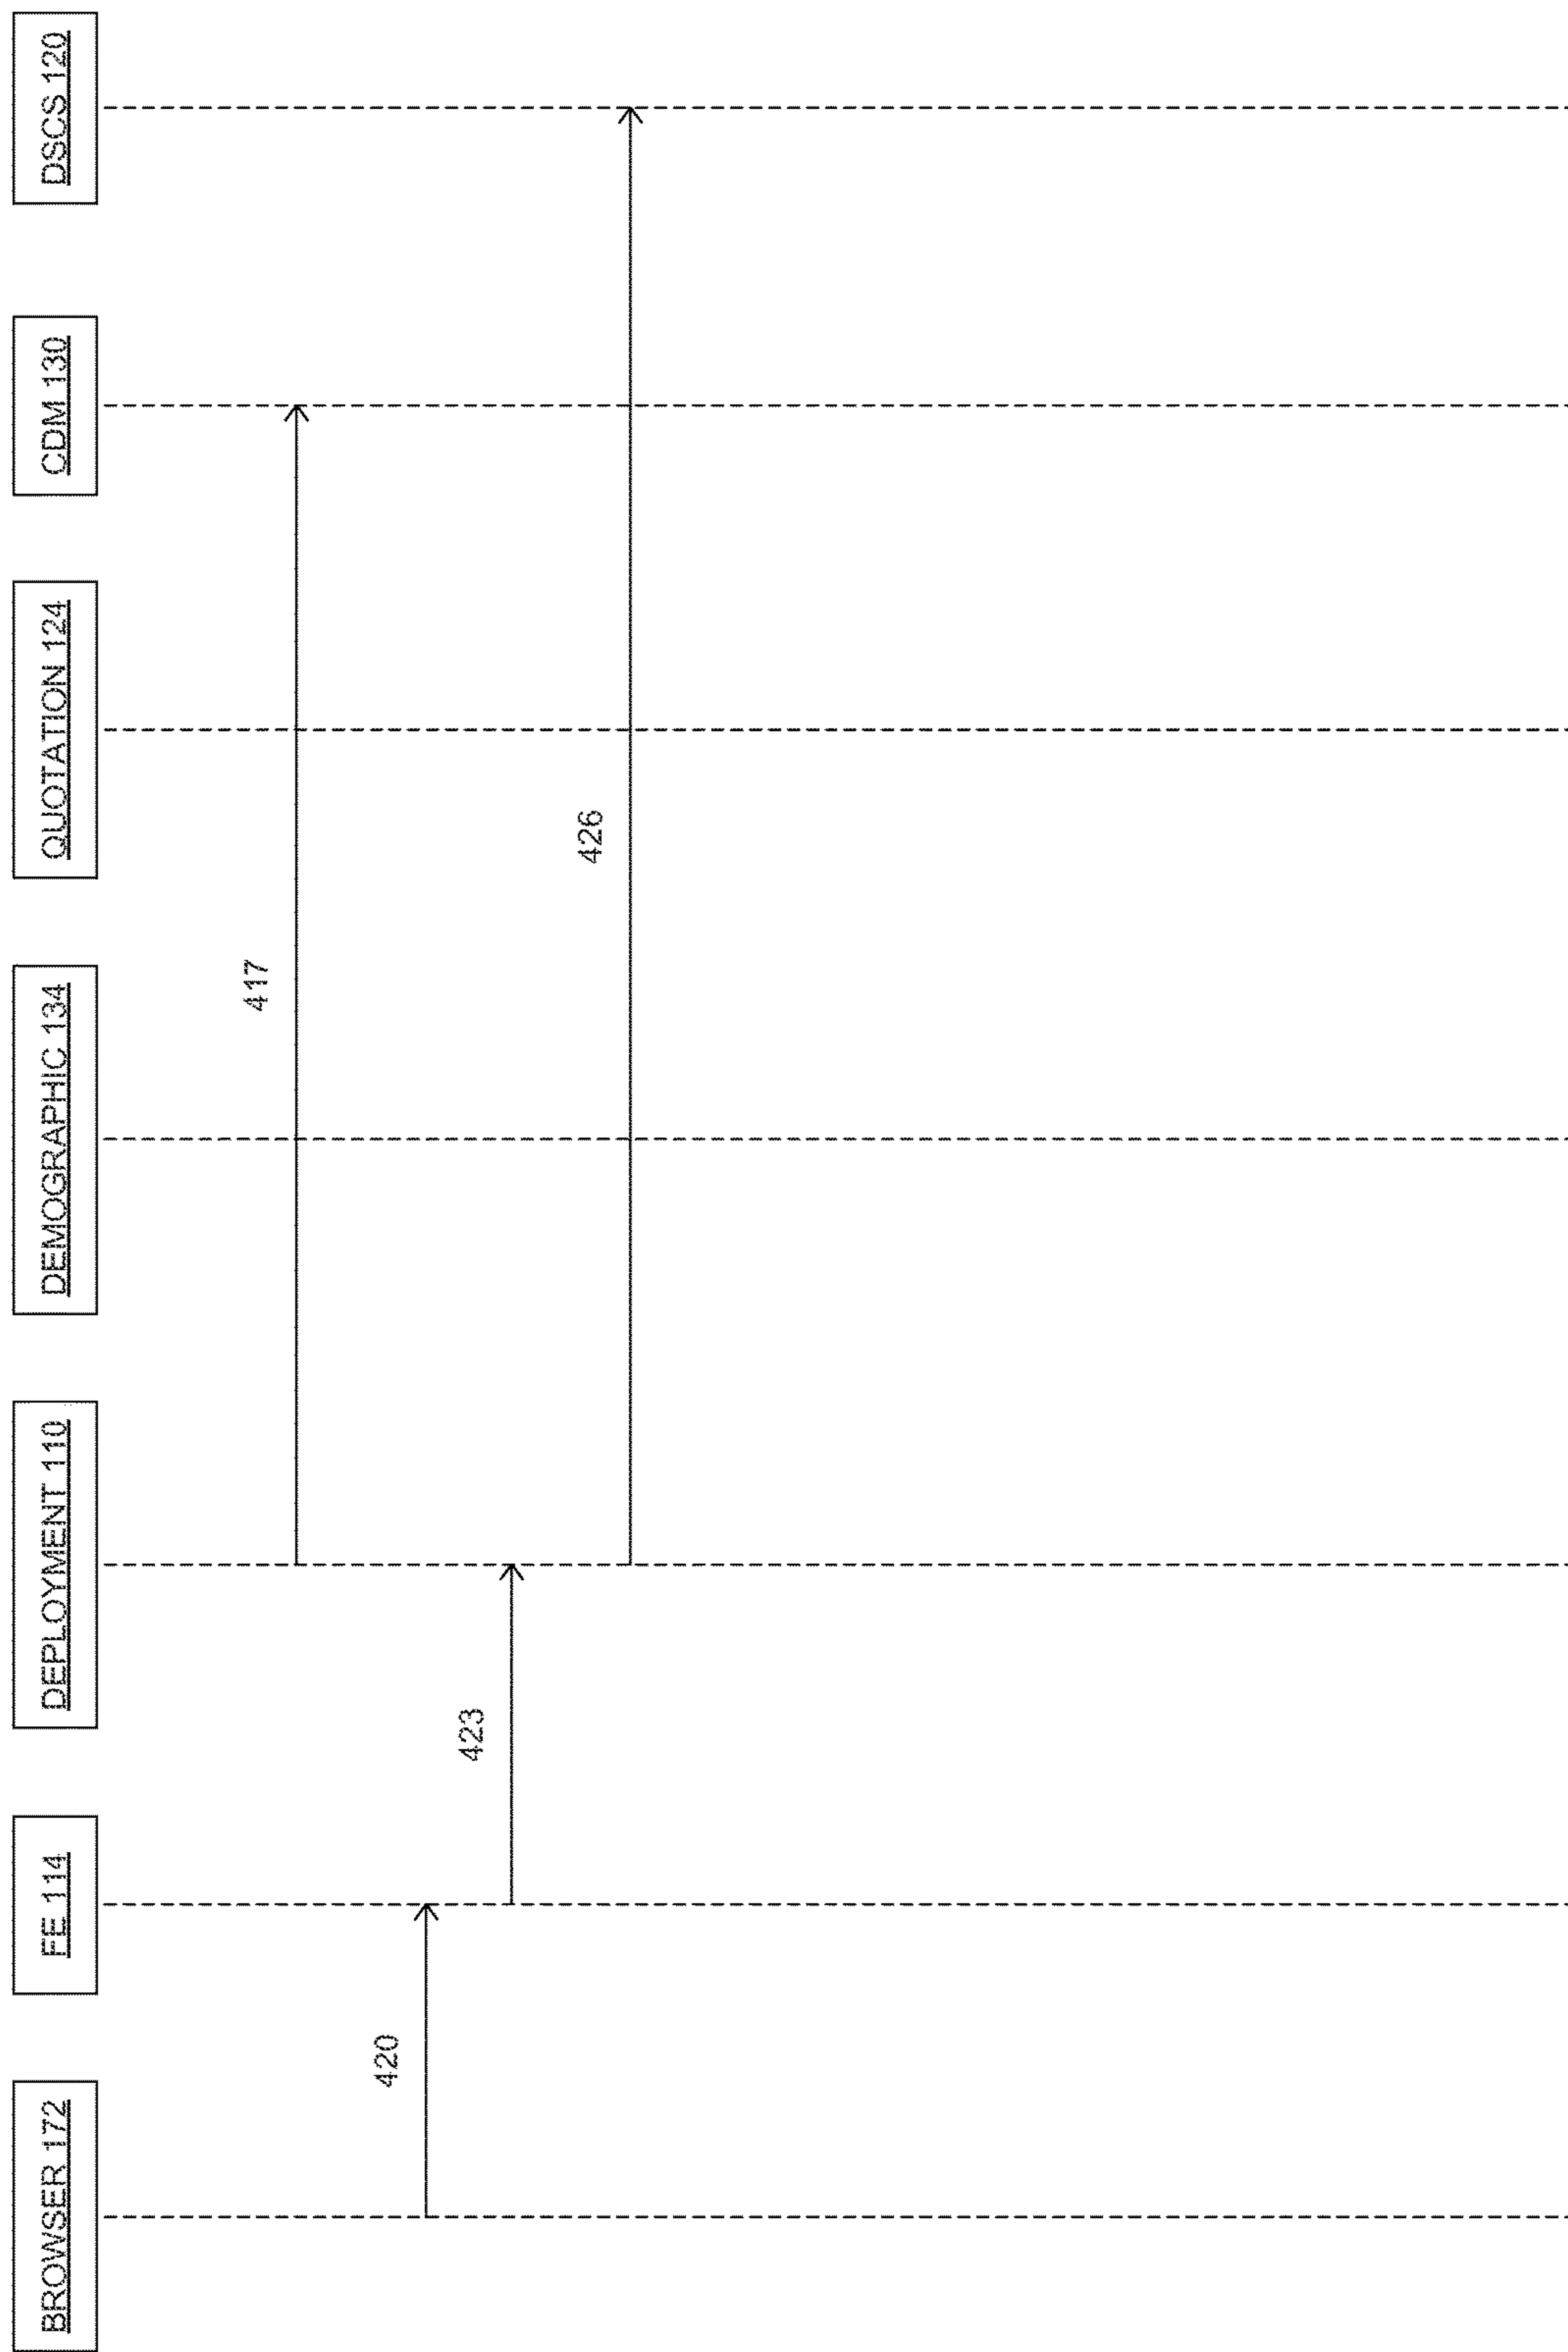 BROWSER 172
FE 114
DEPLOYMENT 110
DEMOGRAPHIC 134
QUOTATION 124
CDM 130
DSCS 120
417
420
423
426